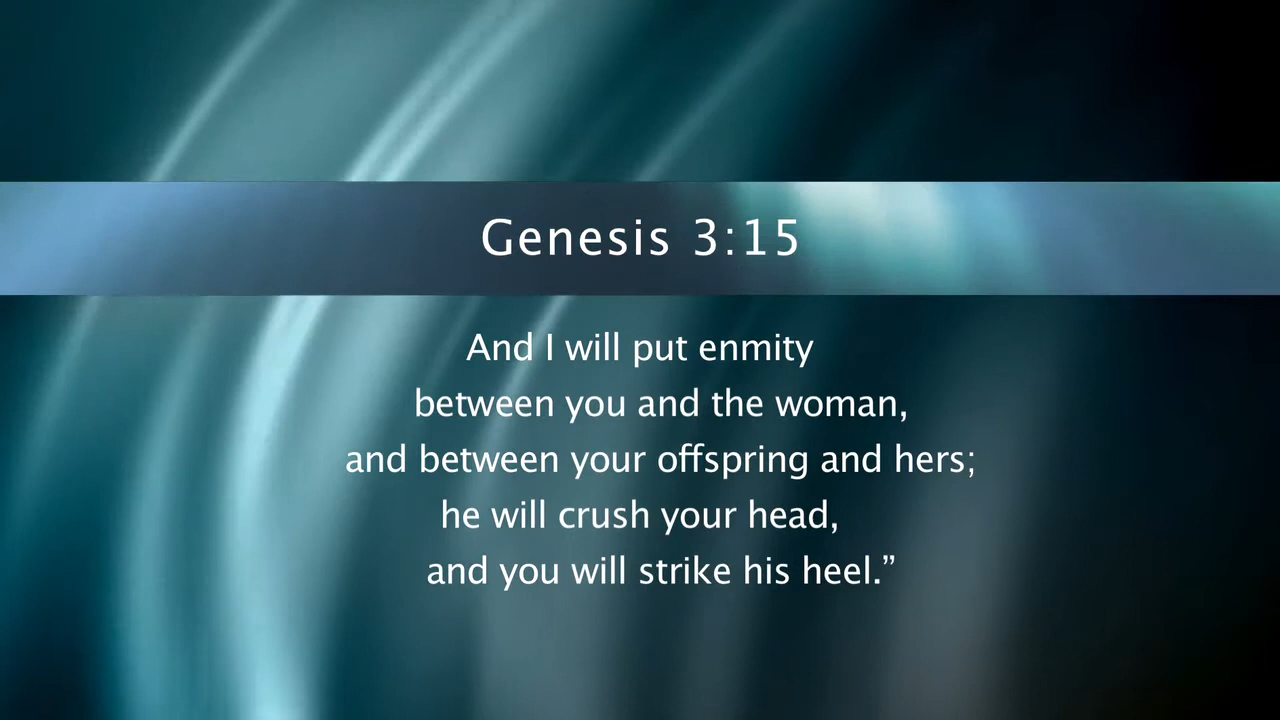 Genesis 3:15
And I will put enmity
between you and the woman,
and between your offspring and hers;
he will crush your head,
and you will strike his heel.”